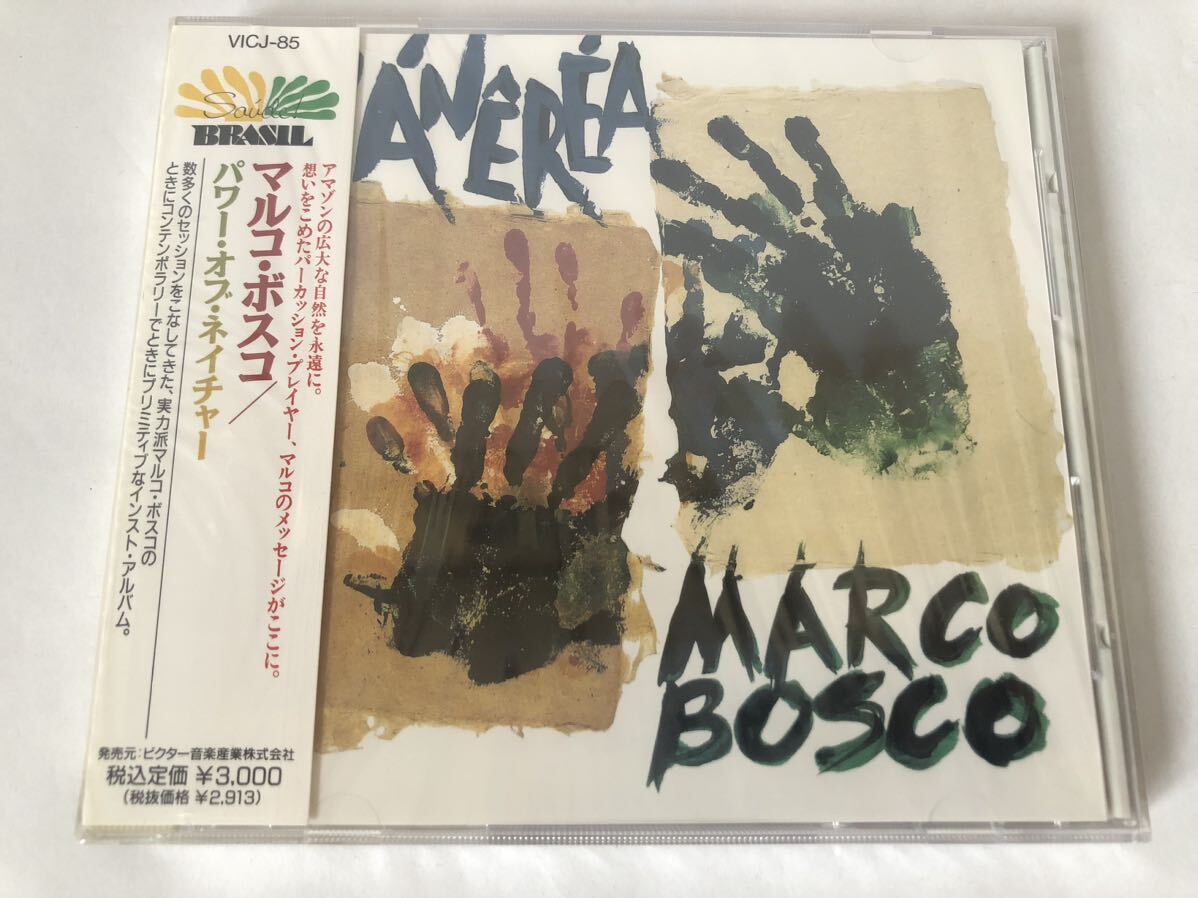 VICJ-85
Saúde!
BRASIL
アマゾンの広大な自然を永遠に。
想いをこめたパーカッション・プレイヤー、マルコのメッセージがここに。
マルコ・ボスコ／
パワー・オブ・ネイチャー
数多くのセッションをこなしてきた、実力派マルコ・ボスコの
ときにコンテンポラリーでときにプリミティブなインスト・アルバム。
発売元:ビクター音楽産業株式会社
税込定価 ¥3,000
(税抜価格 ¥2,913)
ÁNÊRÉA
MARCO
BOSCO